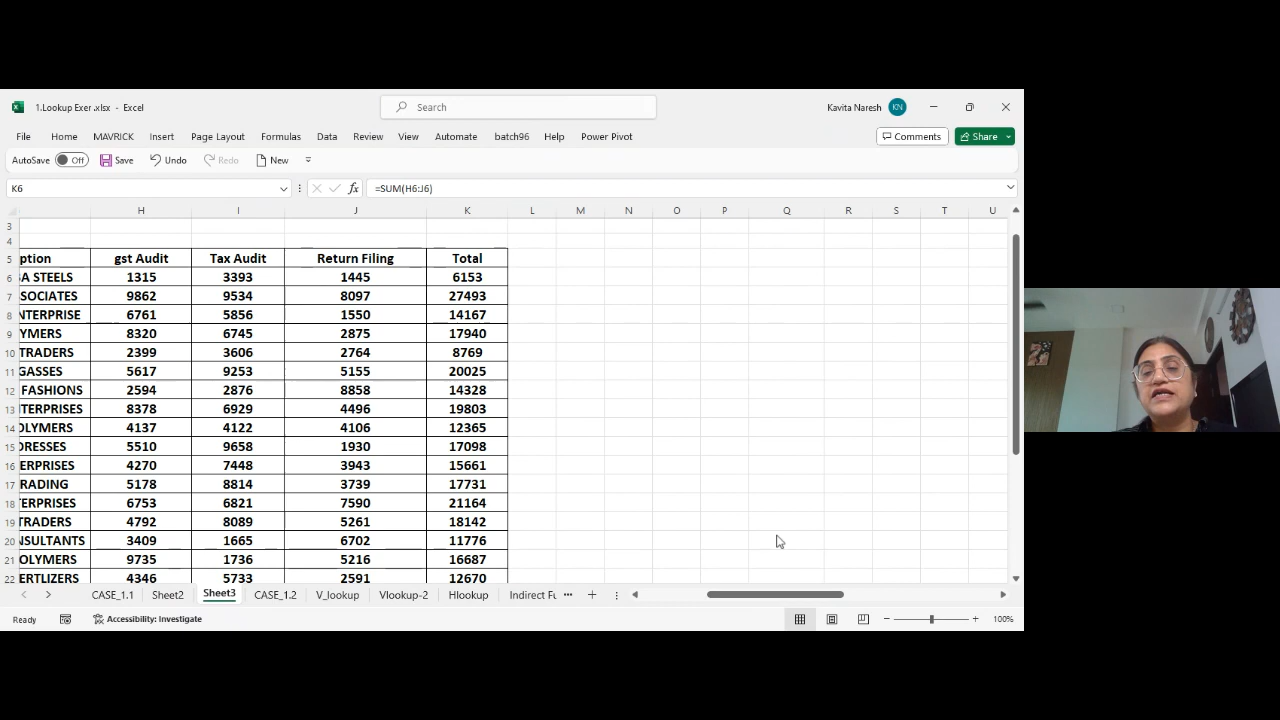 1.Lookup Exer.xlsx - Excel
Search
Kavita Naresh KN
File Home MAVRICK Insert Page Layout Formulas Data Review View Automate batch96 Help Power Pivot Comments Share
AutoSave Off Save Undo Redo New
K6 fx =SUM(H6:J6)
H I J K L M N O P Q R S T U
3
4
5 ption gst Audit Tax Audit Return Filing Total
6 A STEELS 1315 3393 1445 6153
7 SOCIATES 9862 9534 8097 27493
8 NTERPRISE 6761 5856 1550 14167
9 YMERS 8320 6745 2875 17940
10 TRADERS 2399 3606 2764 8769
11 GASSES 5617 9253 5155 20025
12 FASHIONS 2594 2876 8858 14328
13 TERPRISES 8378 6929 4496 19803
14 OLYMERS 4137 4122 4106 12365
15 DRESSES 5510 9658 1930 17098
16 ERPRISES 4270 7448 3943 15661
17 RADING 5178 8814 3739 17731
18 ERPRISES 6753 6821 7590 21164
19 TRADERS 4792 8089 5261 18142
20 NSULTANTS 3409 1665 6702 11776
21 OLYMERS 9735 1736 5216 16687
22 ERTLIZERS 4346 5733 2591 12670
CASE_1.1 Sheet2 Sheet3 CASE_1.2 V_lookup Vlookup-2 Hlookup Indirect Fu ...
Ready Accessibility: Investigate 100%